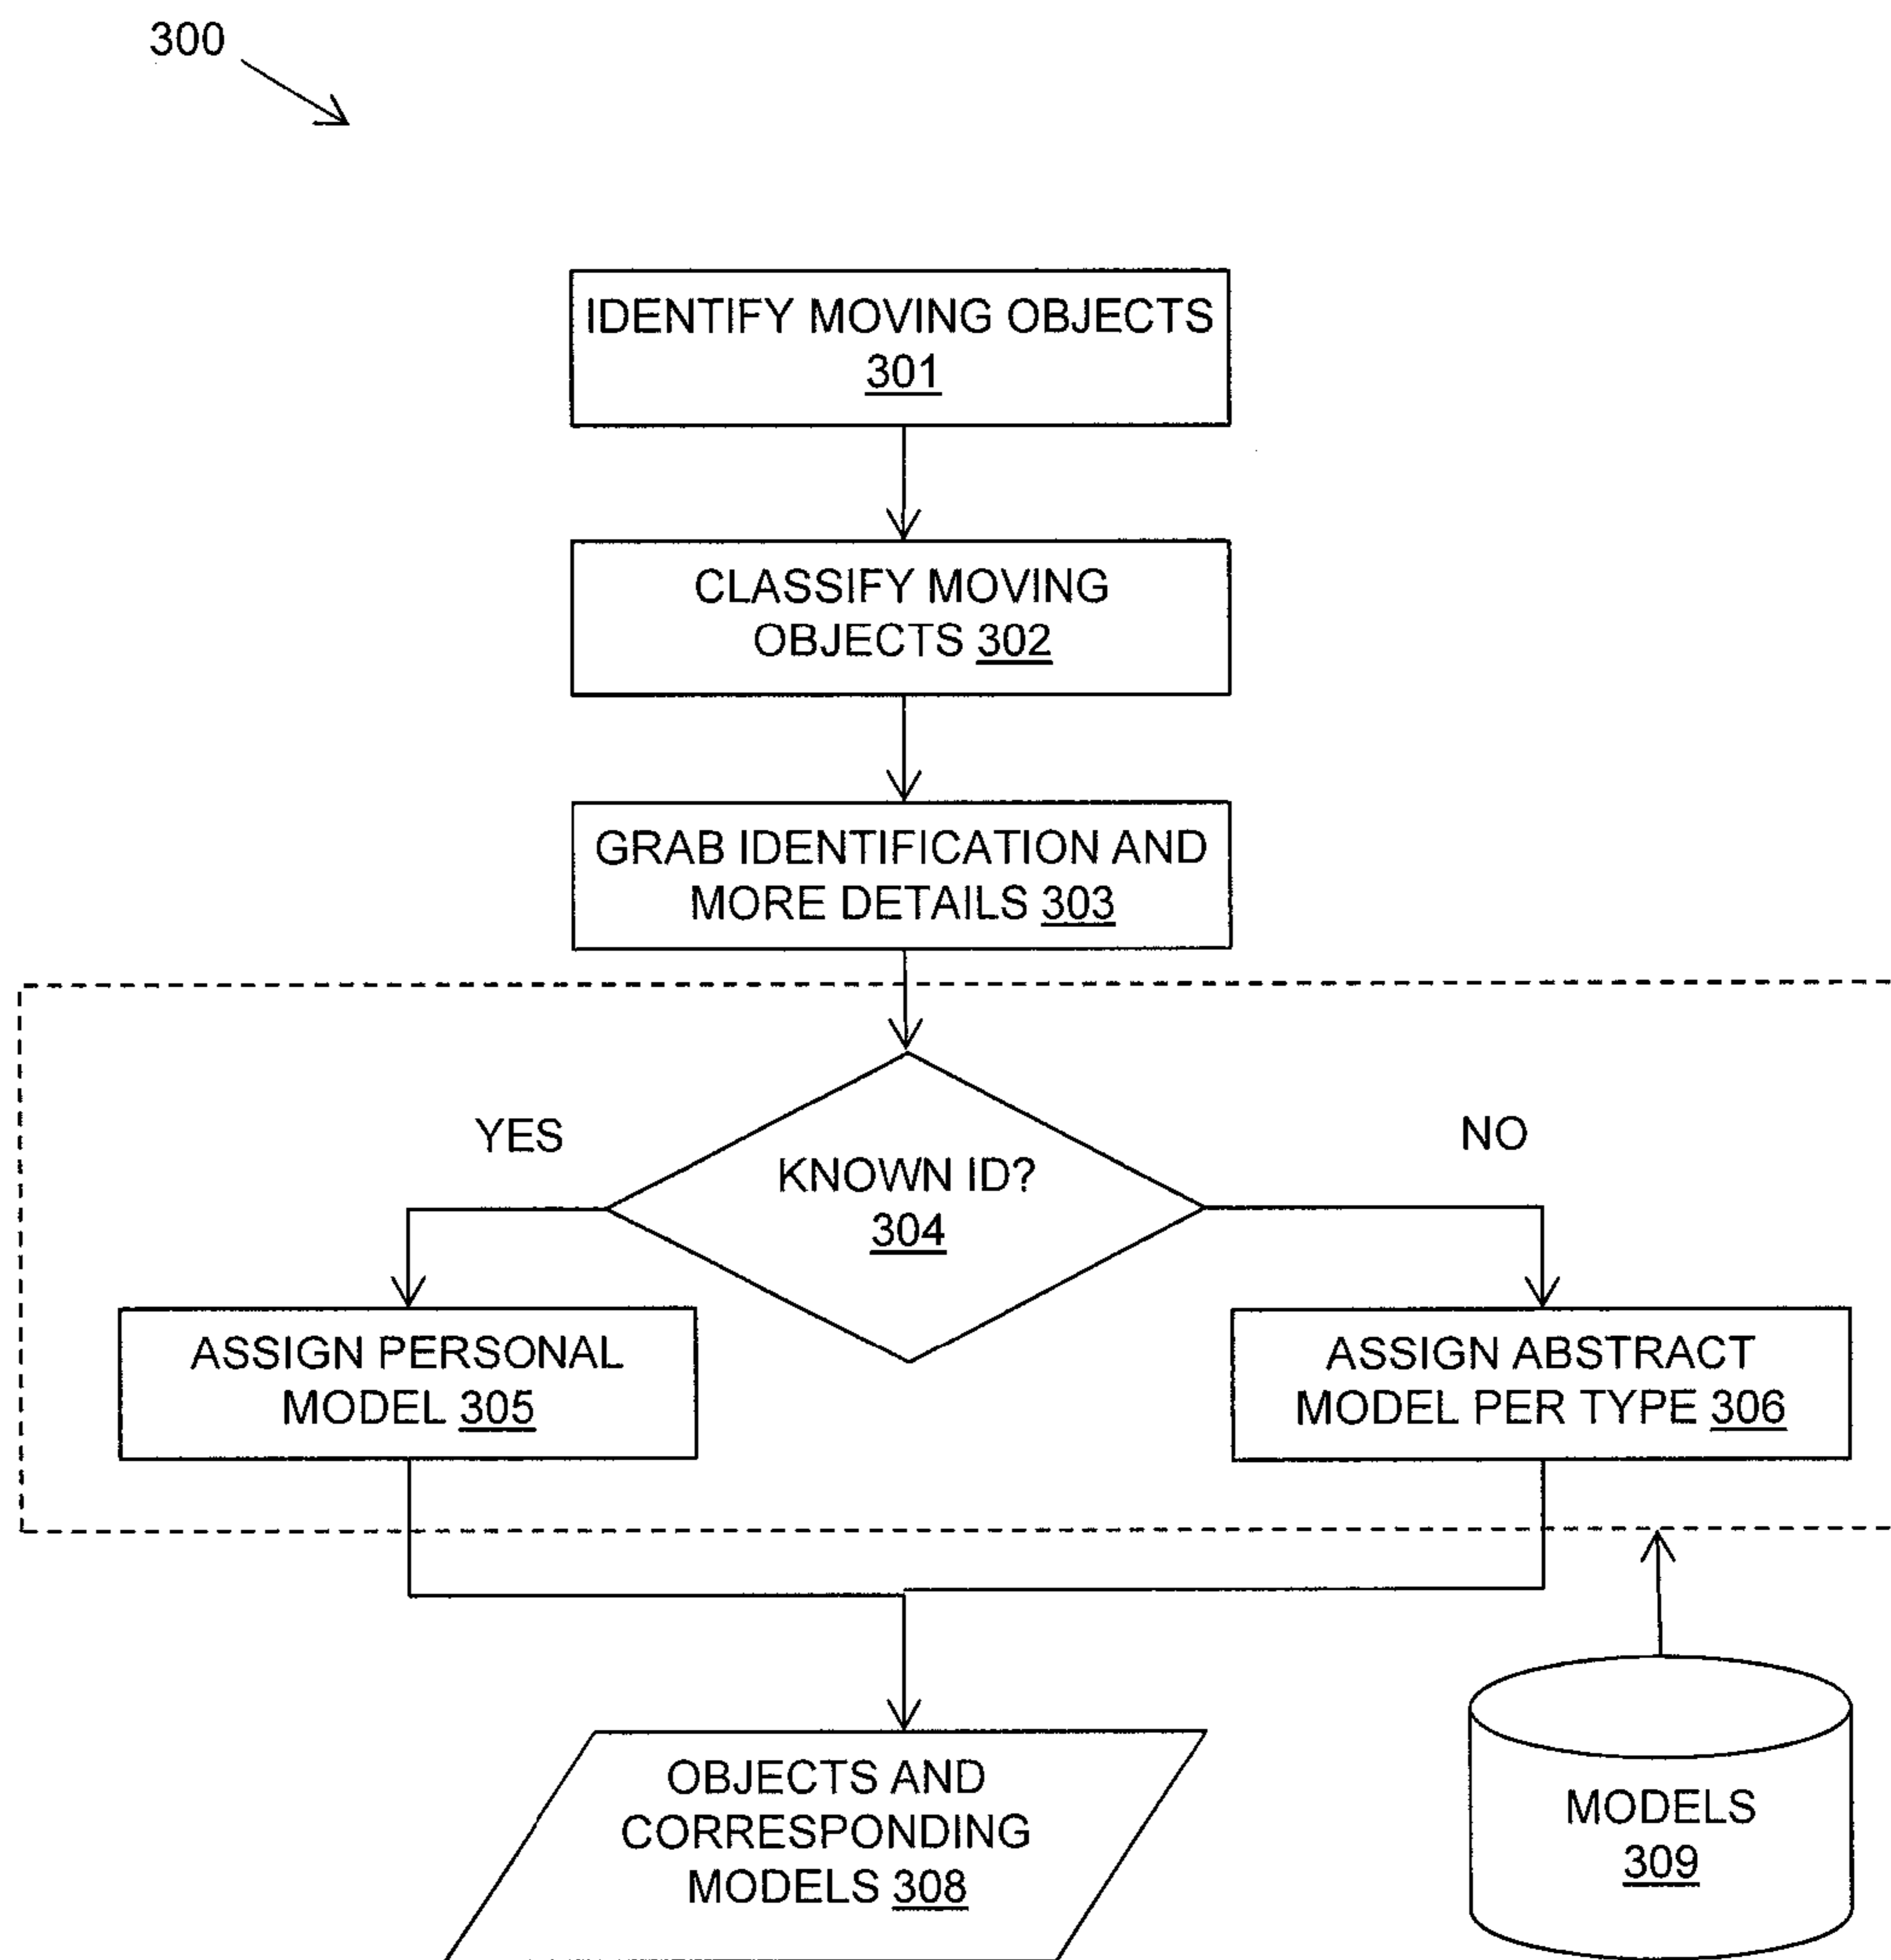 300
IDENTIFY MOVING OBJECTS
301
CLASSIFY MOVING
OBJECTS 302
GRAB IDENTIFICATION AND
MORE DETAILS 303
YES
NO
KNOWN ID?
304
ASSIGN PERSONAL
MODEL 305
ASSIGN ABSTRACT
MODEL PER TYPE 306
OBJECTS AND
CORRESPONDING
MODELS 308
MODELS
309